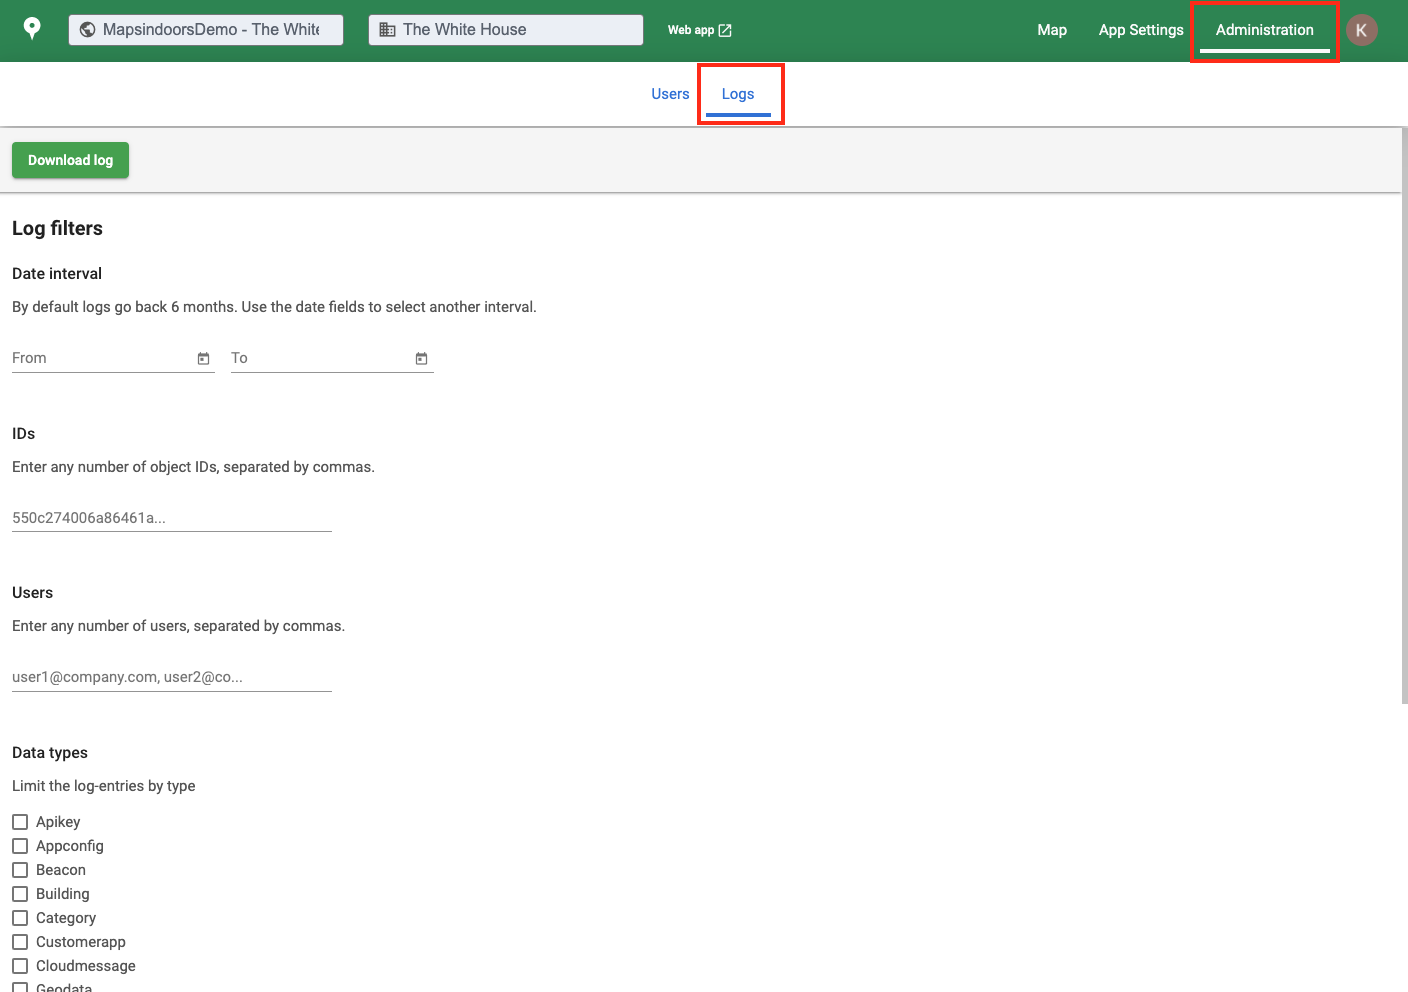 MapsindoorsDemo - The White
The White House
Web app
Map
App Settings
Administration
K
Users
Logs
Download log
Log filters
Date interval
By default logs go back 6 months. Use the date fields to select another interval.
From
To
IDs
Enter any number of object IDs, separated by commas.
550c274006a86461a...
Users
Enter any number of users, separated by commas.
user1@company.com, user2@co...
Data types
Limit the log-entries by type
Apikey
Appconfig
Beacon
Building
Category
Customerapp
Cloudmessage
Geodata